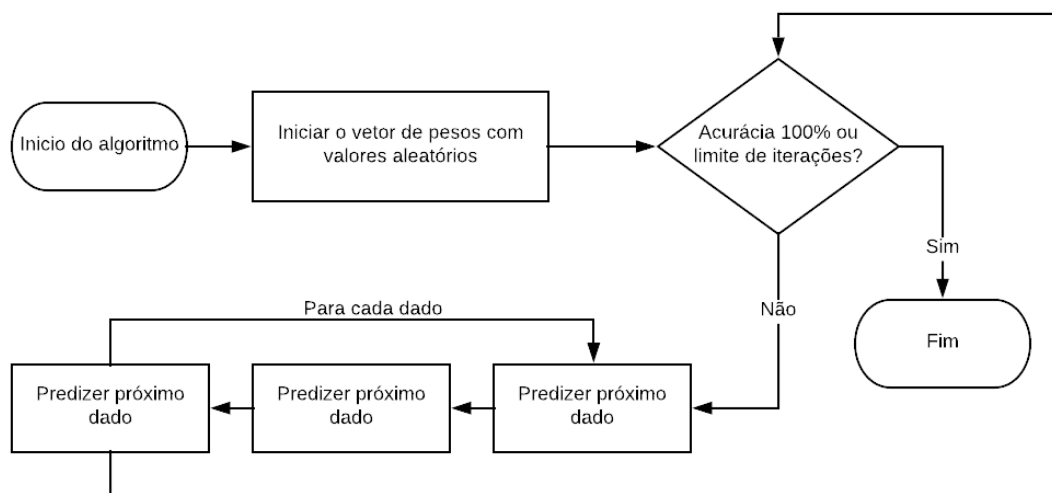 Inicio do algoritmo
Iniciar o vetor de pesos com
valores aleatórios
Acurácia 100% ou
limite de iterações?
Sim
Não
Fim
Para cada dado
Predizer próximo
dado
Predizer próximo
dado
Predizer próximo
dado